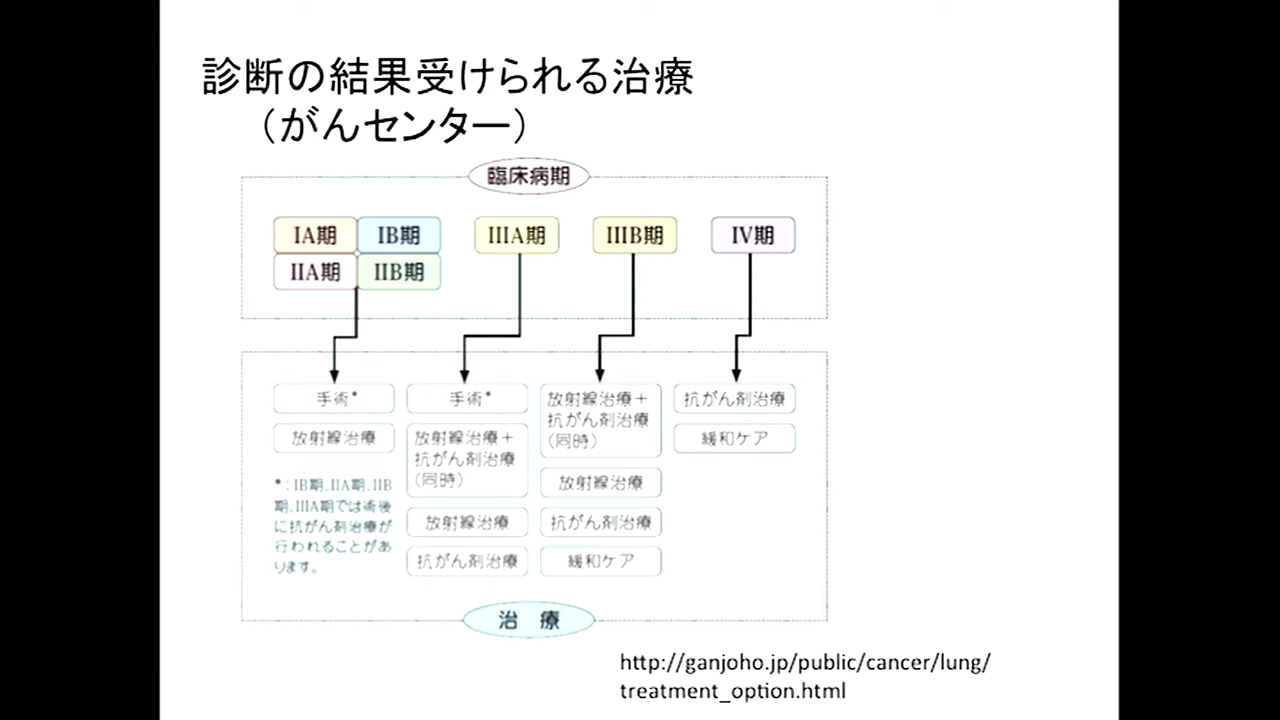 診断の結果受けられる治療
（がんセンター）
臨床病期
IA期 IB期 IIIA期 IIIB期 IV期
IIA期 IIB期
手術*
放射線治療
*：IB期、IIA期、IIB
期、IIIA期では術後
に抗がん剤治療が
行われることがあ
ります。
手術*
放射線治療＋
抗がん剤治療
（同時）
放射線治療
抗がん剤治療
放射線治療＋
抗がん剤治療
（同時）
放射線治療
抗がん剤治療
緩和ケア
抗がん剤治療
緩和ケア
治　療
http://ganjoho.jp/public/cancer/lung/
treatment_option.html